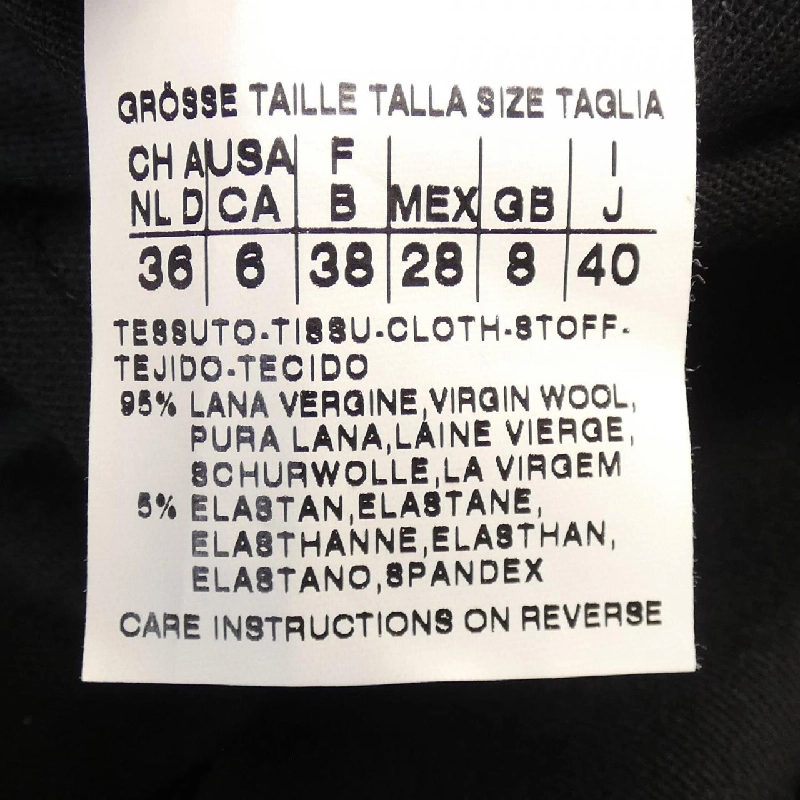 GRÖSSE TAILLE TALLA SIZE TAGLIA
CH A USA F I
NL D CA B MEX GB J
36 6 38 28 8 40
TESSUTO-TISSU-CLOTH-STOFF-
TEJIDO-TECIDO
95% LANA VERGINE,VIRGIN WOOL,
PURA LANA,LAINE VIERGE,
SCHURWOLLE,LA VIRGEM
5% ELASTAN,ELASTANE,
ELASTHANNE,ELASTHAN,
ELASTANO,SPANDEX
CARE INSTRUCTIONS ON REVERSE